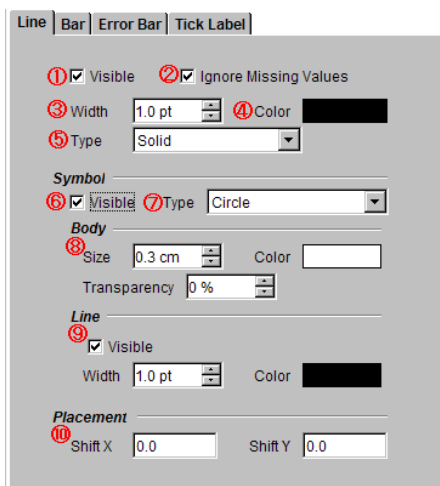 Line Bar Error Bar Tick Label
① Visible ② Ignore Missing Values
③ Width 1.0 pt ④ Color
⑤ Type Solid
Symbol
⑥ Visible ⑦ Type Circle
Body
⑧ Size 0.3 cm Color
Transparency 0 %
Line
⑨ Visible
Width 1.0 pt Color
Placement
⑩ Shift X 0.0 Shift Y 0.0